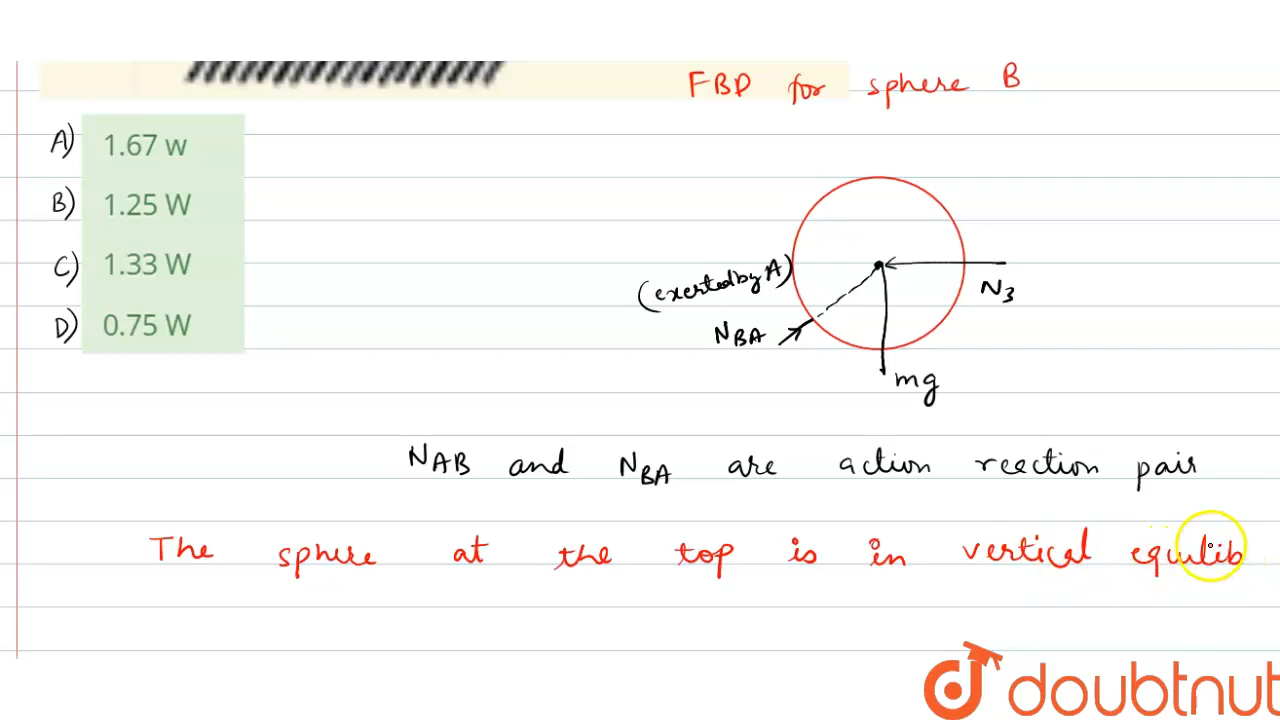 FBD for sphere B
A) 1.67 w
B) 1.25 W
C) 1.33 W
D) 0.75 W
(exerted by A)
NBA
N3
mg
NAB and NBA are action reection pair
The sphere at the top is in vertical equilib
doubtnut